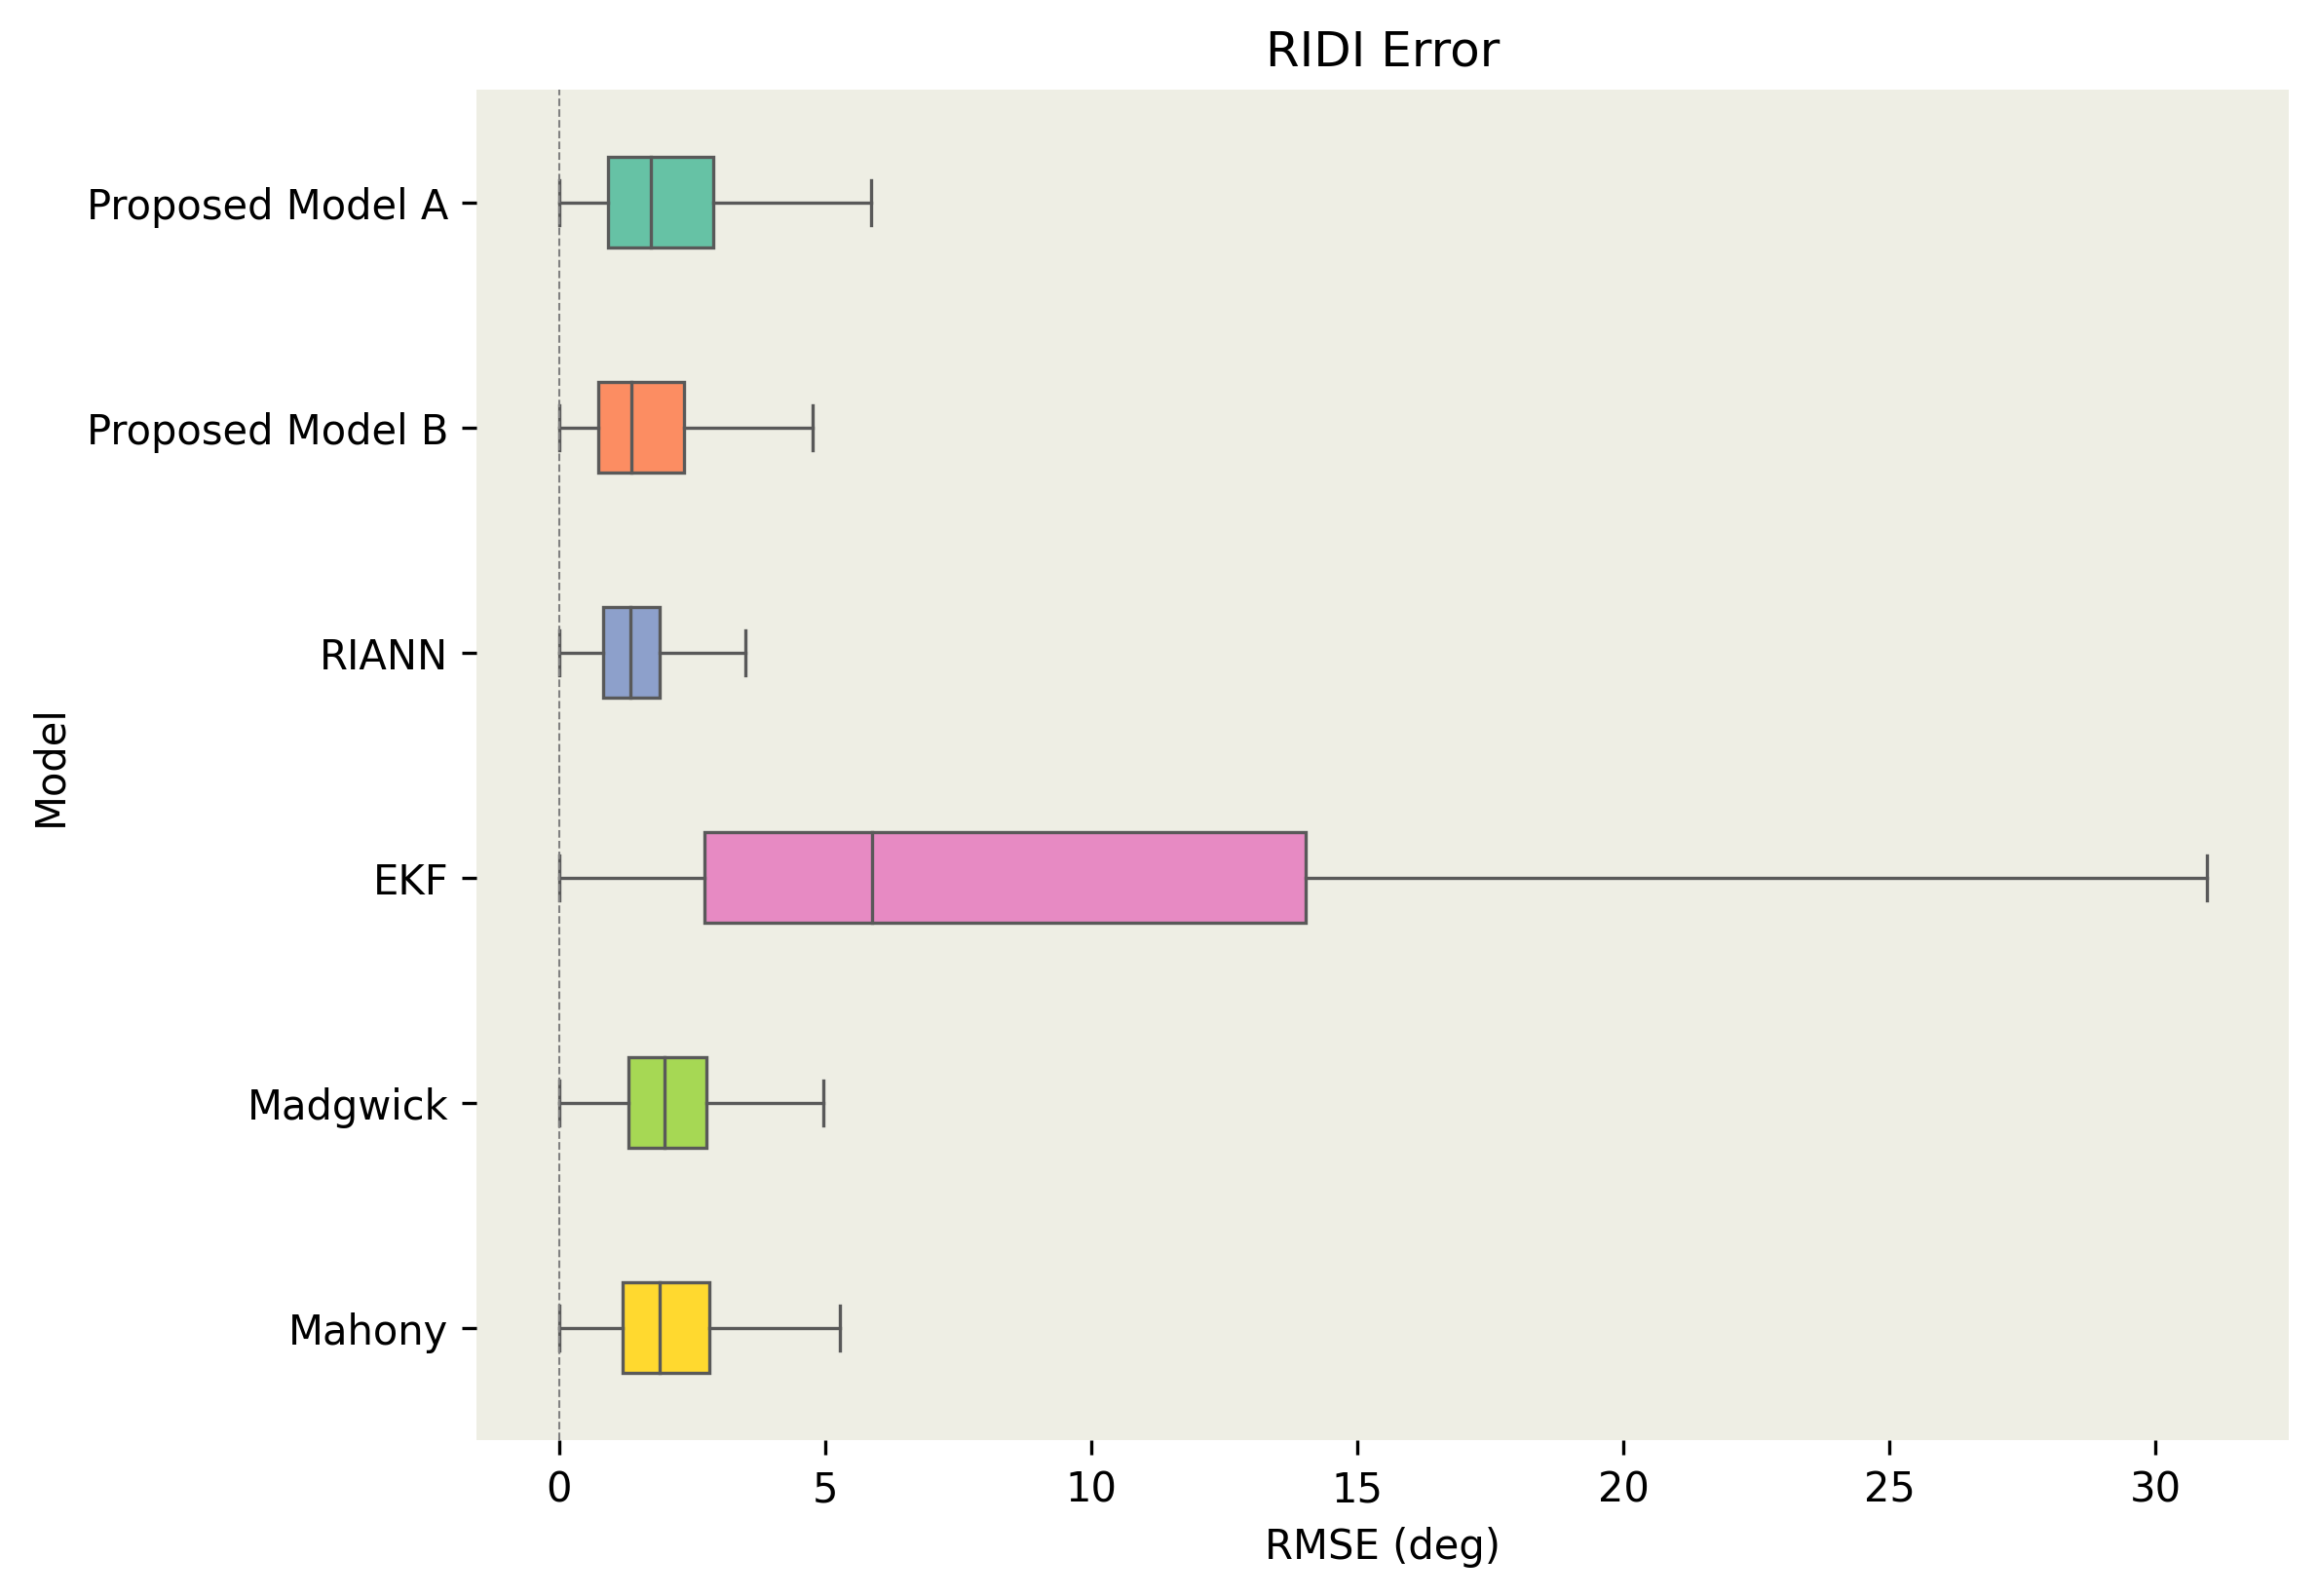 RIDI Error
Proposed Model A
Proposed Model B
RIANN
EKF
Madgwick
Mahony
Model
0 5 10 15 20 25 30
RMSE (deg)